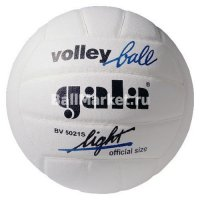 volley ball
BallMarket.ru
gala
BV 5021S
light
official size